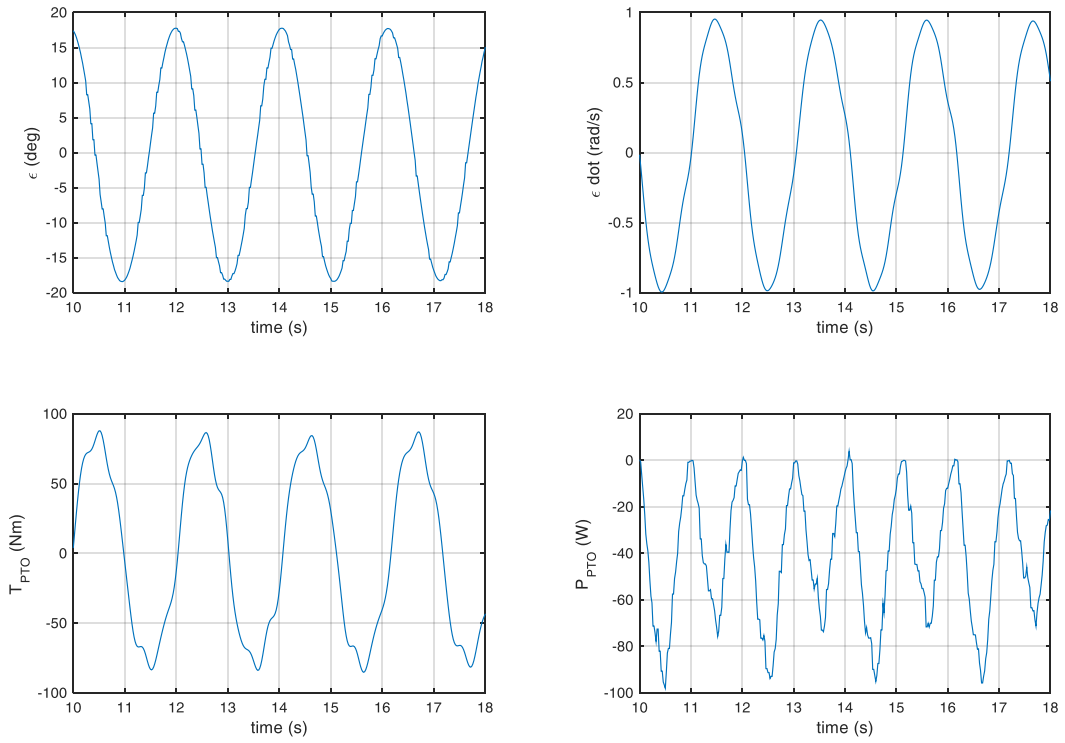 20
15
10
5
0
-5
-10
-15
-20
ϵ (deg)
10 11 12 13 14 15 16 17 18
time (s)
1
0.5
0
-0.5
-1
ϵ dot (rad/s)
10 11 12 13 14 15 16 17 18
time (s)
100
50
0
-50
-100
T_PTO (Nm)
10 11 12 13 14 15 16 17 18
time (s)
20
0
-20
-40
-60
-80
-100
P_PTO (W)
10 11 12 13 14 15 16 17 18
time (s)